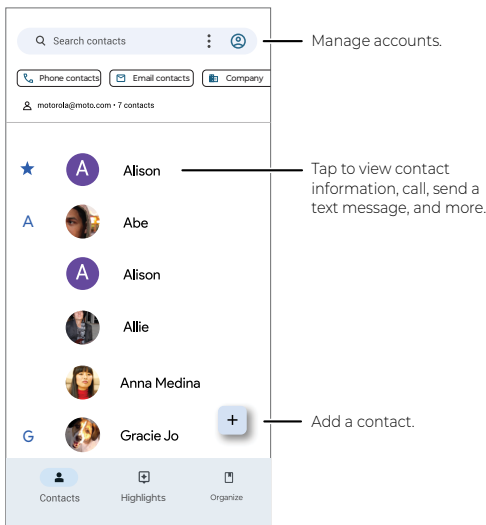 Search contacts
Manage accounts.
Phone contacts
Email contacts
Company
motorola@moto.com • 7 contacts
A
Alison
Tap to view contact
information, call, send a
text message, and more.
A
Abe
A
Alison
Allie
Anna Medina
G
Gracie Jo
+
Add a contact.
Contacts
Highlights
Organize